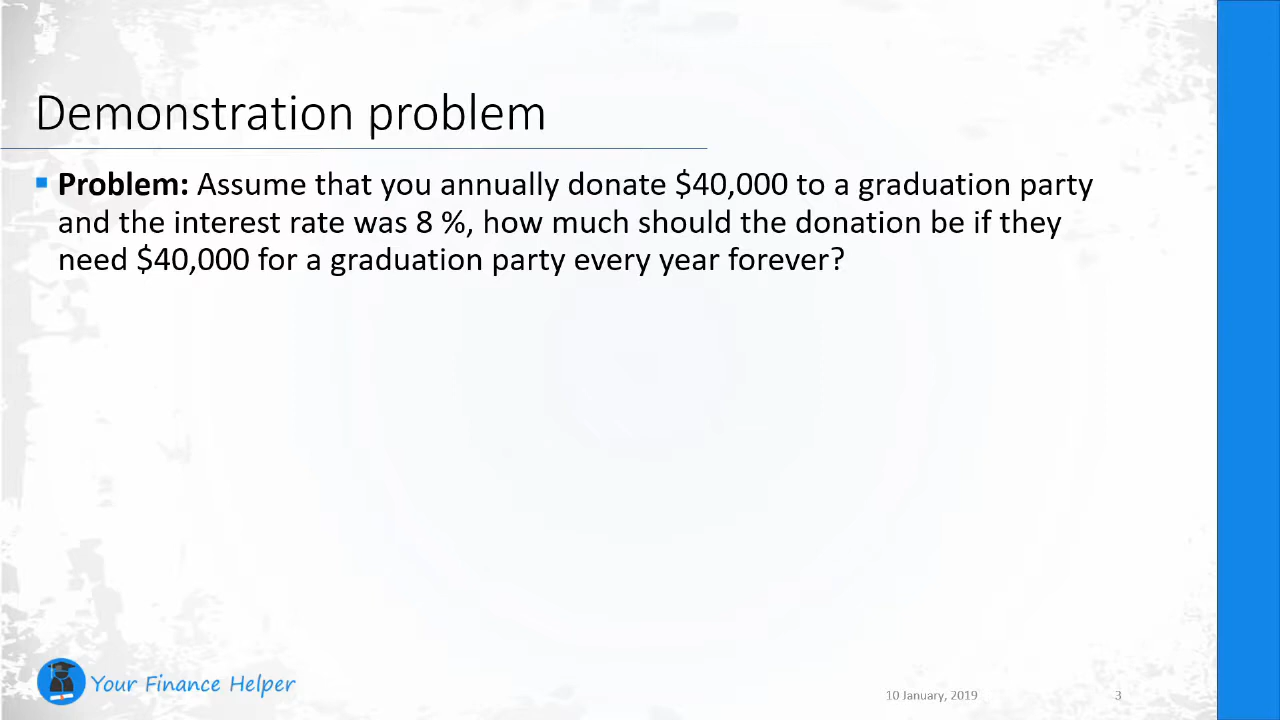 Demonstration problem
Problem: Assume that you annually donate $40,000 to a graduation party
and the interest rate was 8 %, how much should the donation be if they
need $40,000 for a graduation party every year forever?
Your Finance Helper
10 January, 2019
3